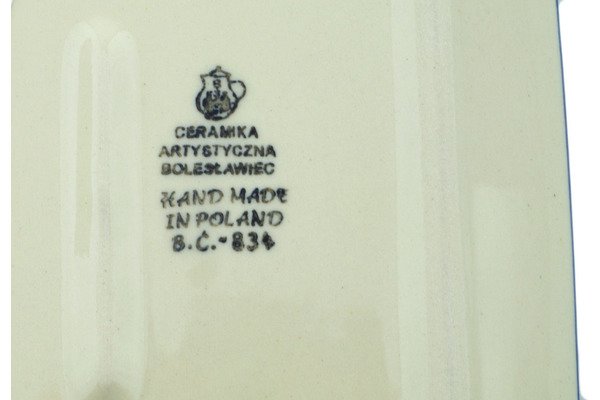 CERAMIKA
ARTYSTYCZNA
BOLESŁAWIEC
HAND MADE
IN POLAND
B.C.-834